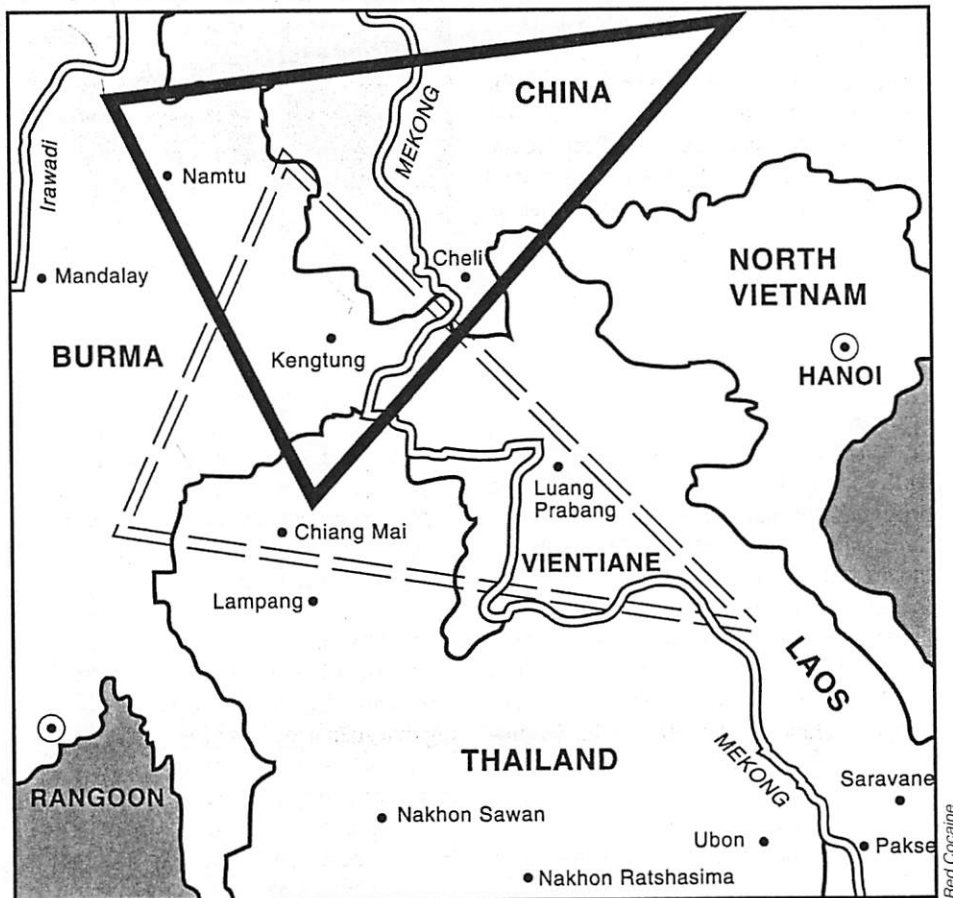 CHINA
MEKONG
Irawadi
Namtu
Mandalay
Cheli
NORTH
VIETNAM
BURMA
Kengtung
HANOI
Luang
Prabang
Chiang Mai
VIENTIANE
Lampang
LAOS
THAILAND
MEKONG
RANGOON
Saravane
Nakhon Sawan
Ubon
Pakse
Nakhon Ratshasima
Red Cocaine